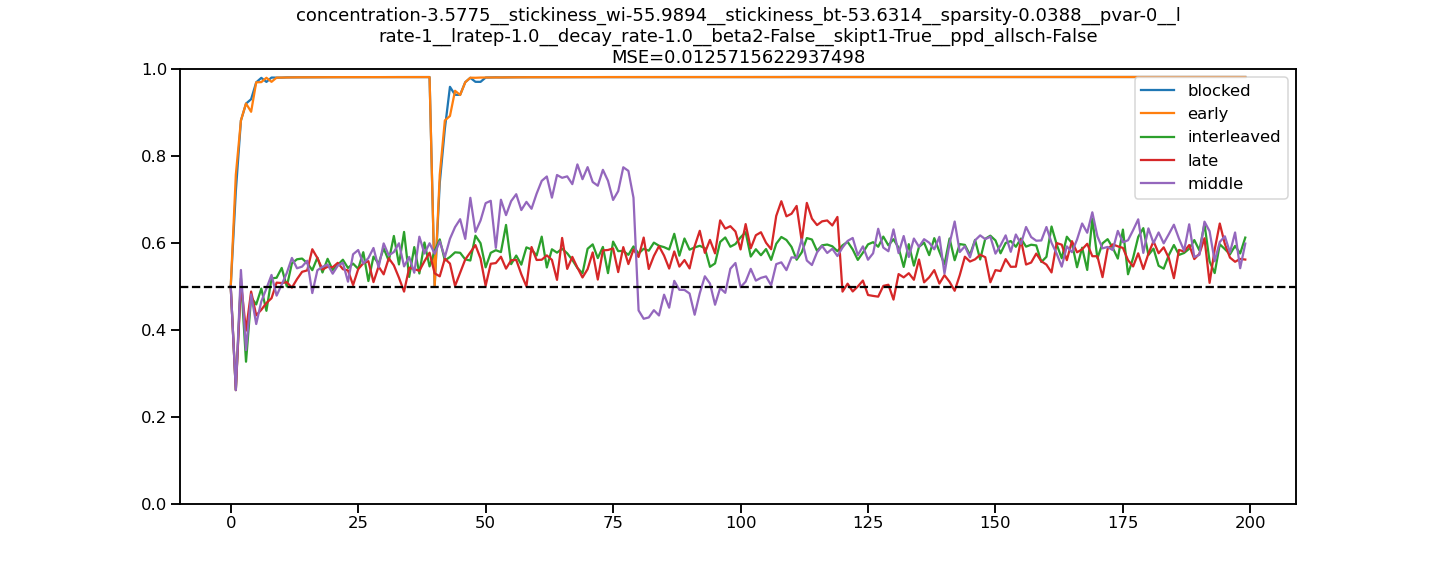 concentration-3.5775__stickiness_wi-55.9894__stickiness_bt-53.6314__sparsity-0.0388__pvar-0__l
rate-1__lratep-1.0__decay_rate-1.0__beta2-False__skipt1-True__ppd_allsch-False
MSE=0.0125715622937498
1.0
0.8
0.6
0.4
0.2
0.0
blocked
early
interleaved
late
middle
0 25 50 75 100 125 150 175 200